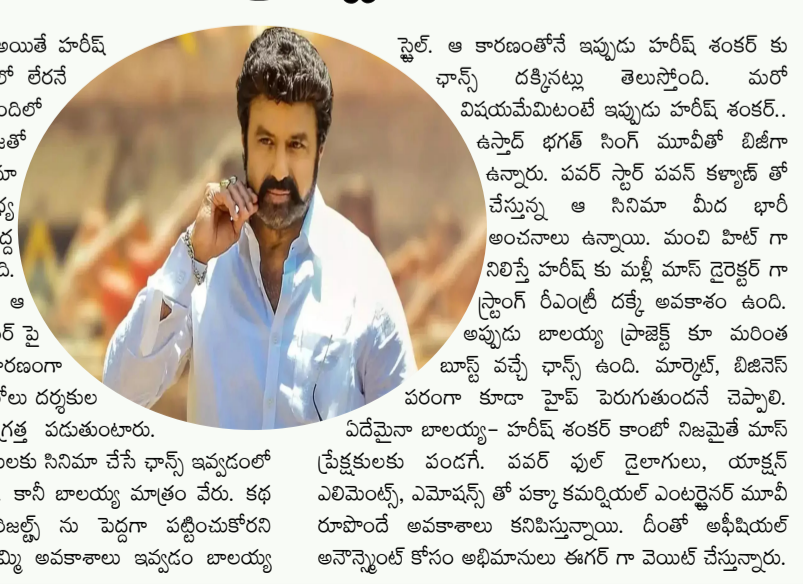 అయితే హరీష్
లో లేరనే
ందిలో
పెద్ద
ది.
ఆ
పై
కారణంగా
దర్శకుల
పడుతుంటారు.
సినిమా చేసే ఛాన్స్ ఇవ్వడంలో
. కానీ బాలయ్య మాత్రం వేరు. కథ
ను పెద్దగా పట్టించుకోరని
అవకాశాలు ఇవ్వడం బాలయ్య
స్టైల్. ఆ కారణంతోనే ఇప్పుడు హరీష్ శంకర్ కు
ఛాన్స్ దక్కినట్లు తెలుస్తోంది. మరో
విషయమేమిటంటే ఇప్పుడు హరీష్ శంకర్..
ఉస్తాద్ భగత్ సింగ్ మూవీతో బిజీగా
ఉన్నారు. పవర్ స్టార్ పవన్ కళ్యాణ్ తో
చేస్తున్న ఆ సినిమా మీద భారీ
అంచనాలు ఉన్నాయి. మంచి హిట్ గా
నిలిస్తే హరీష్ కు మళ్లీ మాస్ డైరెక్టర్ గా
స్ట్రాంగ్ రీఎంట్రీ దక్కే అవకాశం ఉంది.
అప్పుడు బాలయ్య ప్రాజెక్ట్ కూ మరింత
బూస్ట్ వచ్చే ఛాన్స్ ఉంది. మార్కెట్, బిజినెస్
పరంగా కూడా హైప్ పెరుగుతుందనే చెప్పాలి.
ఏదేమైనా బాలయ్య- హరీష్ శంకర్ కాంబో నిజమైతే మాస్
ప్రేక్షకులకు పండగే. పవర్ ఫుల్ డైలాగులు, యాక్షన్
ఎలిమెంట్స్, ఎమోషన్స్ తో పక్కా కమర్షియల్ ఎంటర్టైనర్ మూవీ
రూపొందే అవకాశాలు కనిపిస్తున్నాయి. దీంతో అఫీషియల్
అనౌన్స్మెంట్ కోసం అభిమానులు ఈగర్ గా వెయిట్ చేస్తున్నారు.